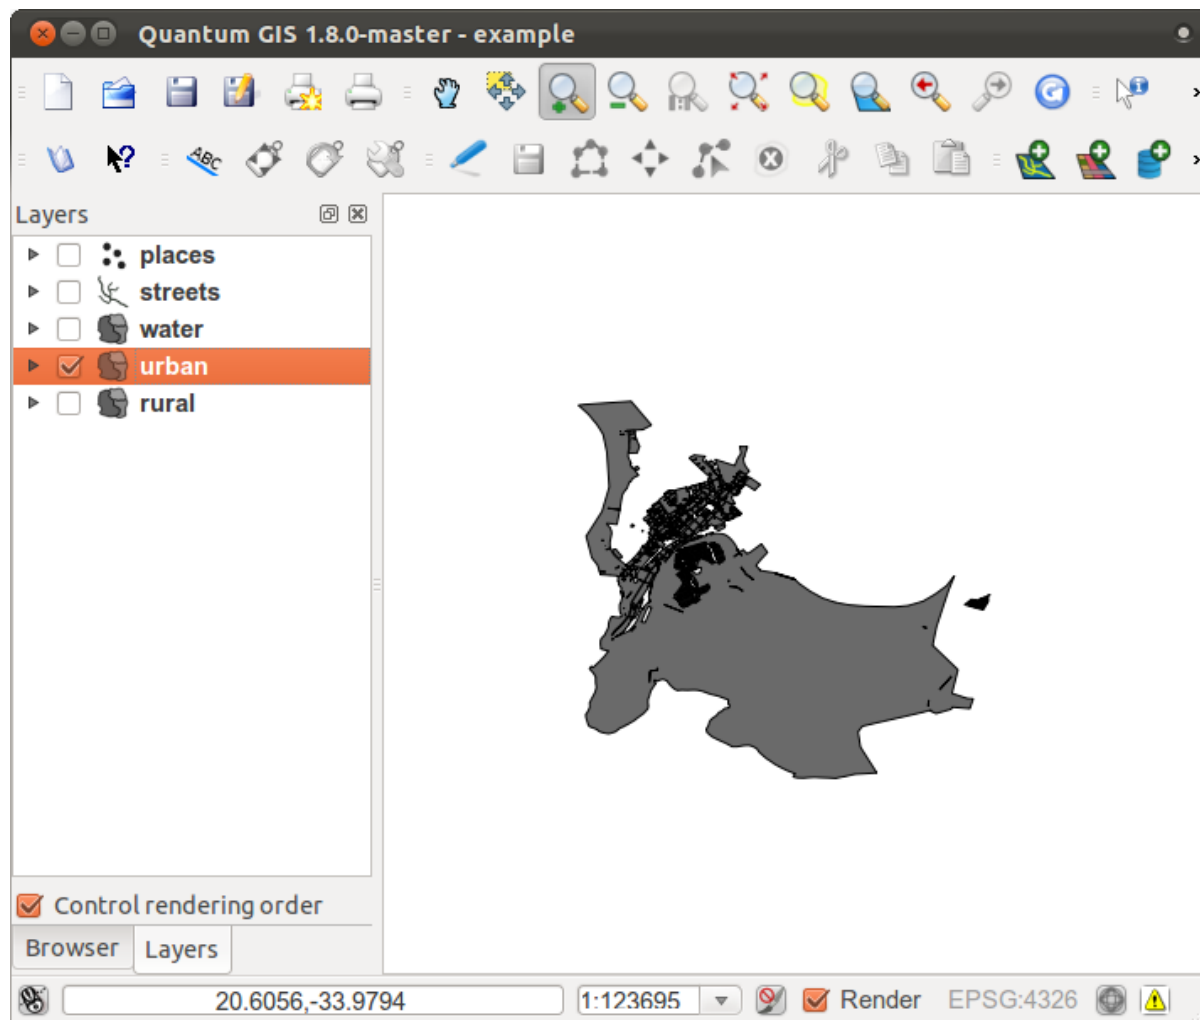 Quantum GIS 1.8.0-master - example
ABC
Layers
places
streets
water
urban
rural
Control rendering order
Browser
Layers
20.6056,-33.9794
1:123695
Render
EPSG:4326